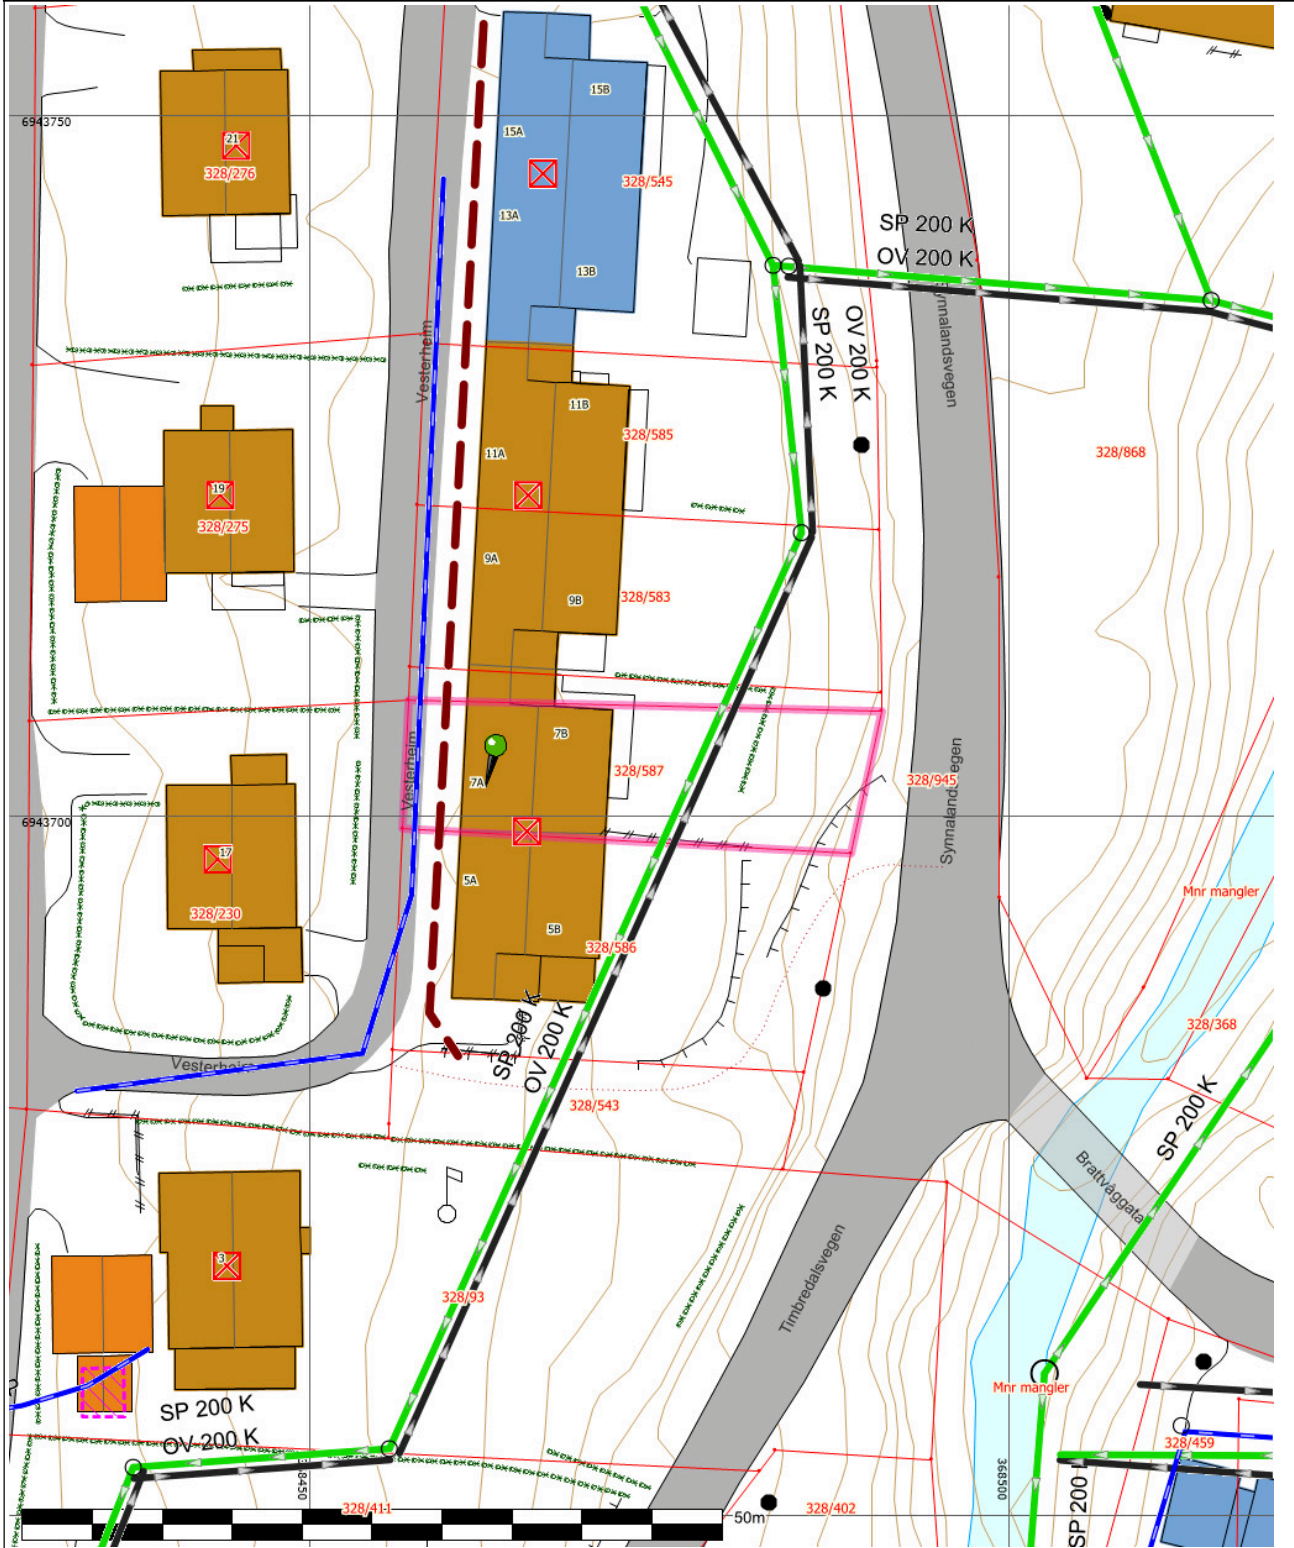 6943750
21
328/276
15B
15A
328/545
13A
13B
SP 200 K
OV 200 K
SP 200 K
OV 200 K
Synnalandsvegen
Vesterheim
11B
11A
328/585
328/868
19
328/275
9A
9B
328/583
7B
7A
328/587
328/945
Vesterheim
Synnalandsvegen
6943700
17
328/230
5A
5B
328/586
Mnr mangler
328/368
SP 200 K
OV 200 K
Vesterheim
328/543
SP 200 K
Brattvåggata
3
328/93
Timbredalsvegen
Mnr mangler
SP 200 K
OV 200 K
328/459
368500
328/411
50m
328/402
SP 200